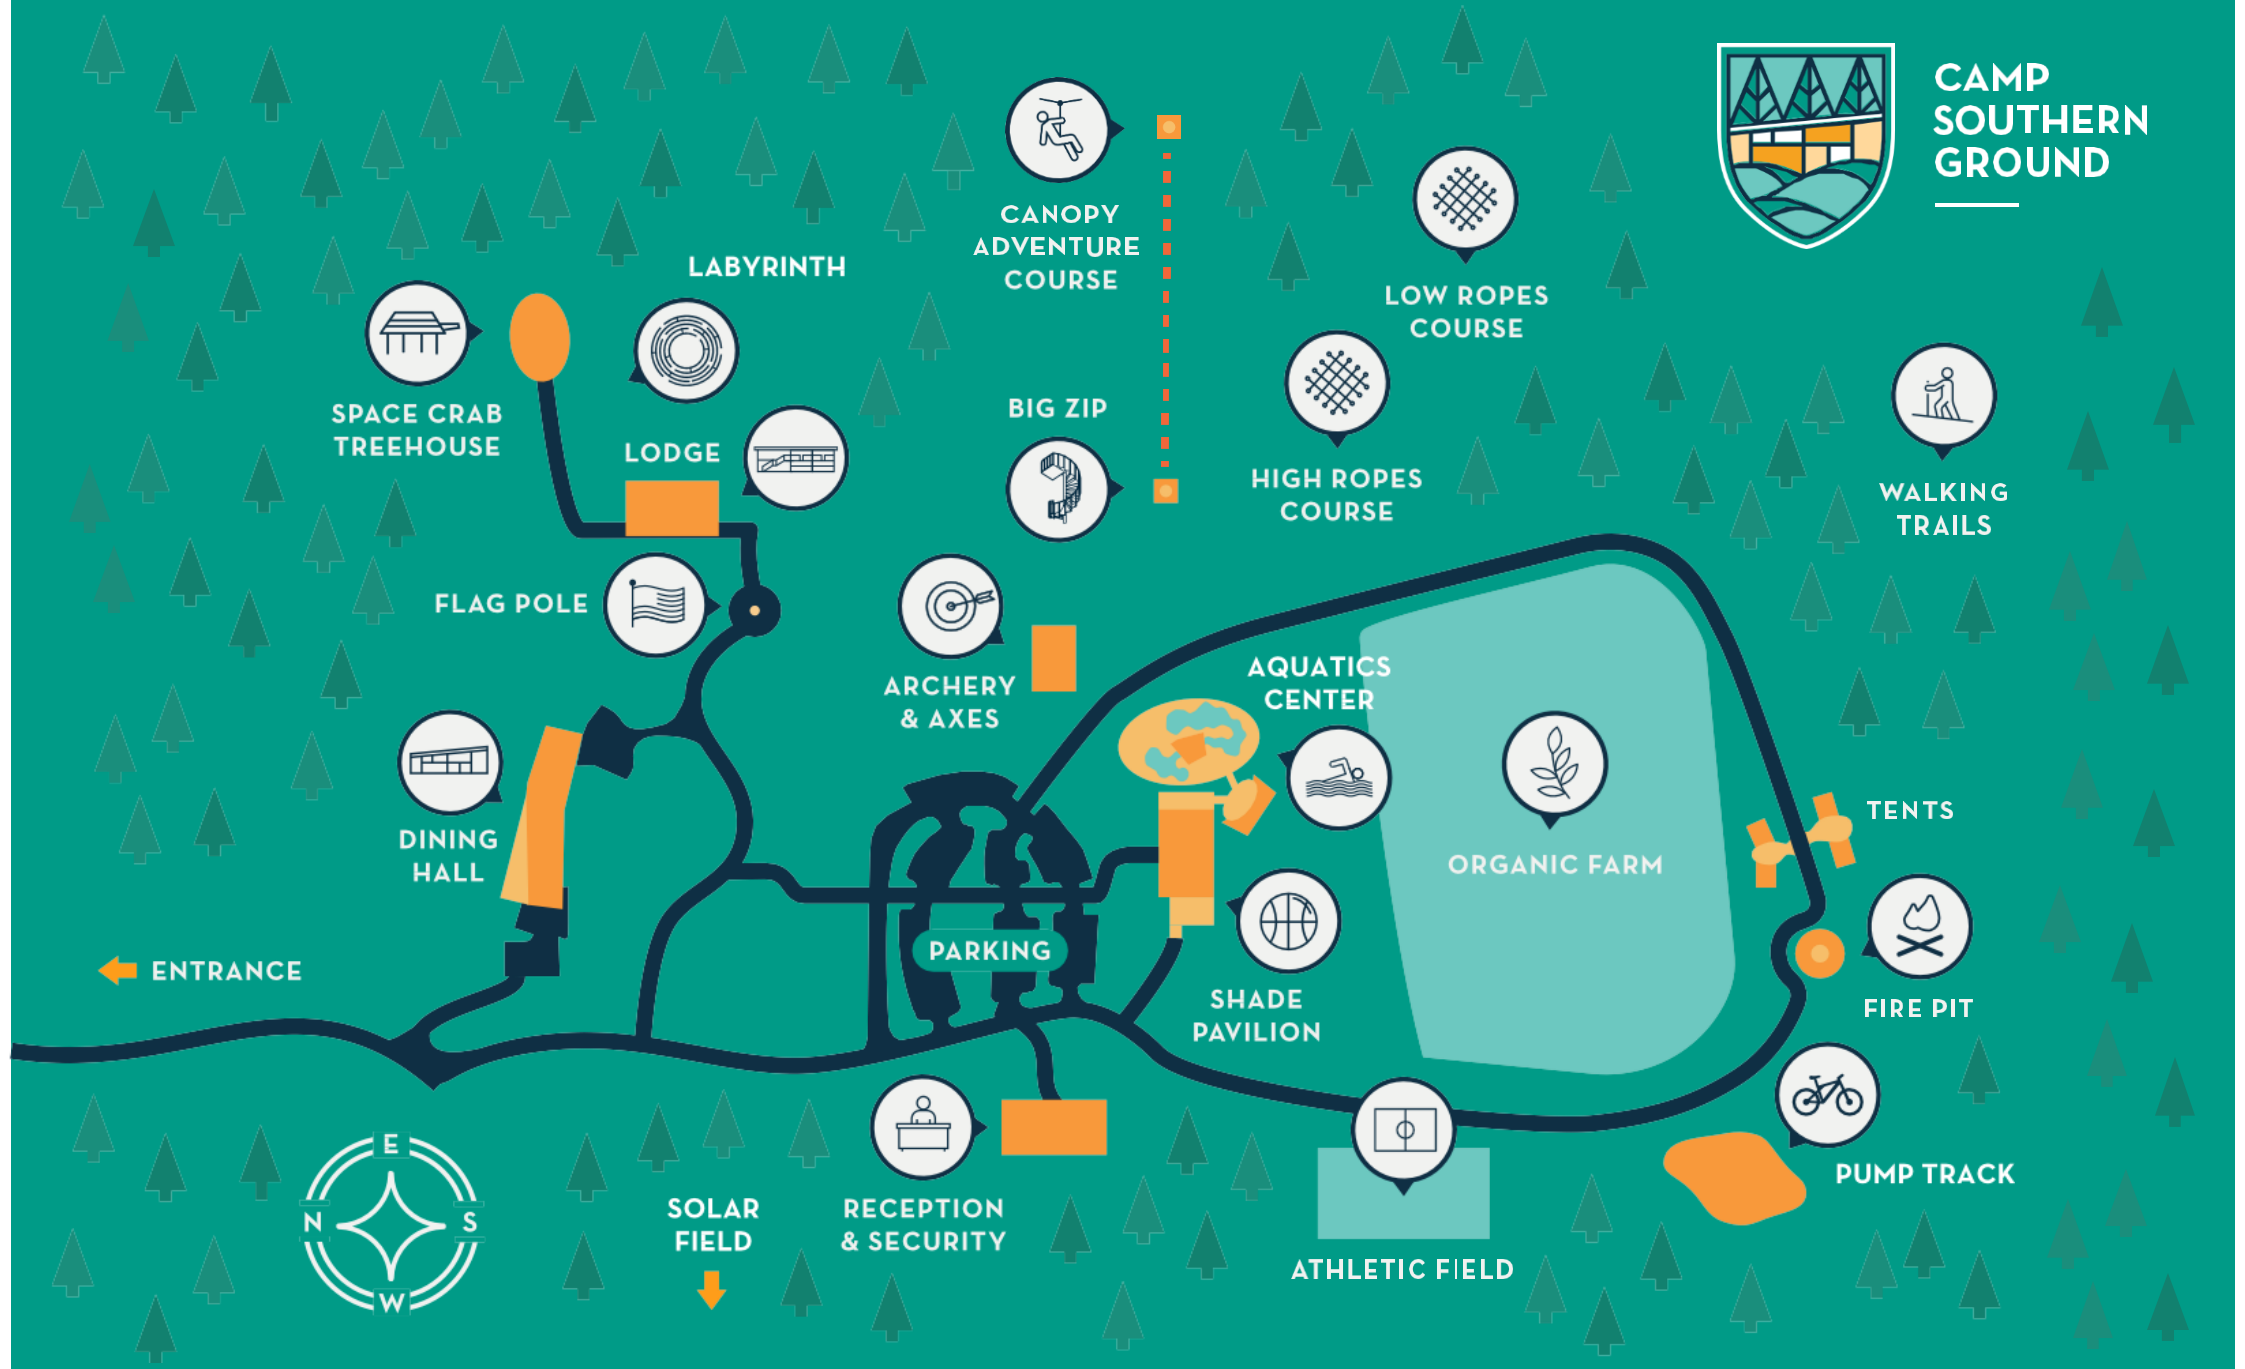 CAMP
SOUTHERN
GROUND
CANOPY
ADVENTURE
COURSE
LABYRINTH
LOW ROPES
COURSE
SPACE CRAB
TREEHOUSE
LODGE
BIG ZIP
HIGH ROPES
COURSE
WALKING
TRAILS
FLAG POLE
ARCHERY
& AXES
AQUATICS
CENTER
DINING
HALL
ORGANIC FARM
TENTS
ENTRANCE
PARKING
SHADE
PAVILION
FIRE PIT
E
N
S
W
SOLAR
FIELD
RECEPTION
& SECURITY
ATHLETIC FIELD
PUMP TRACK